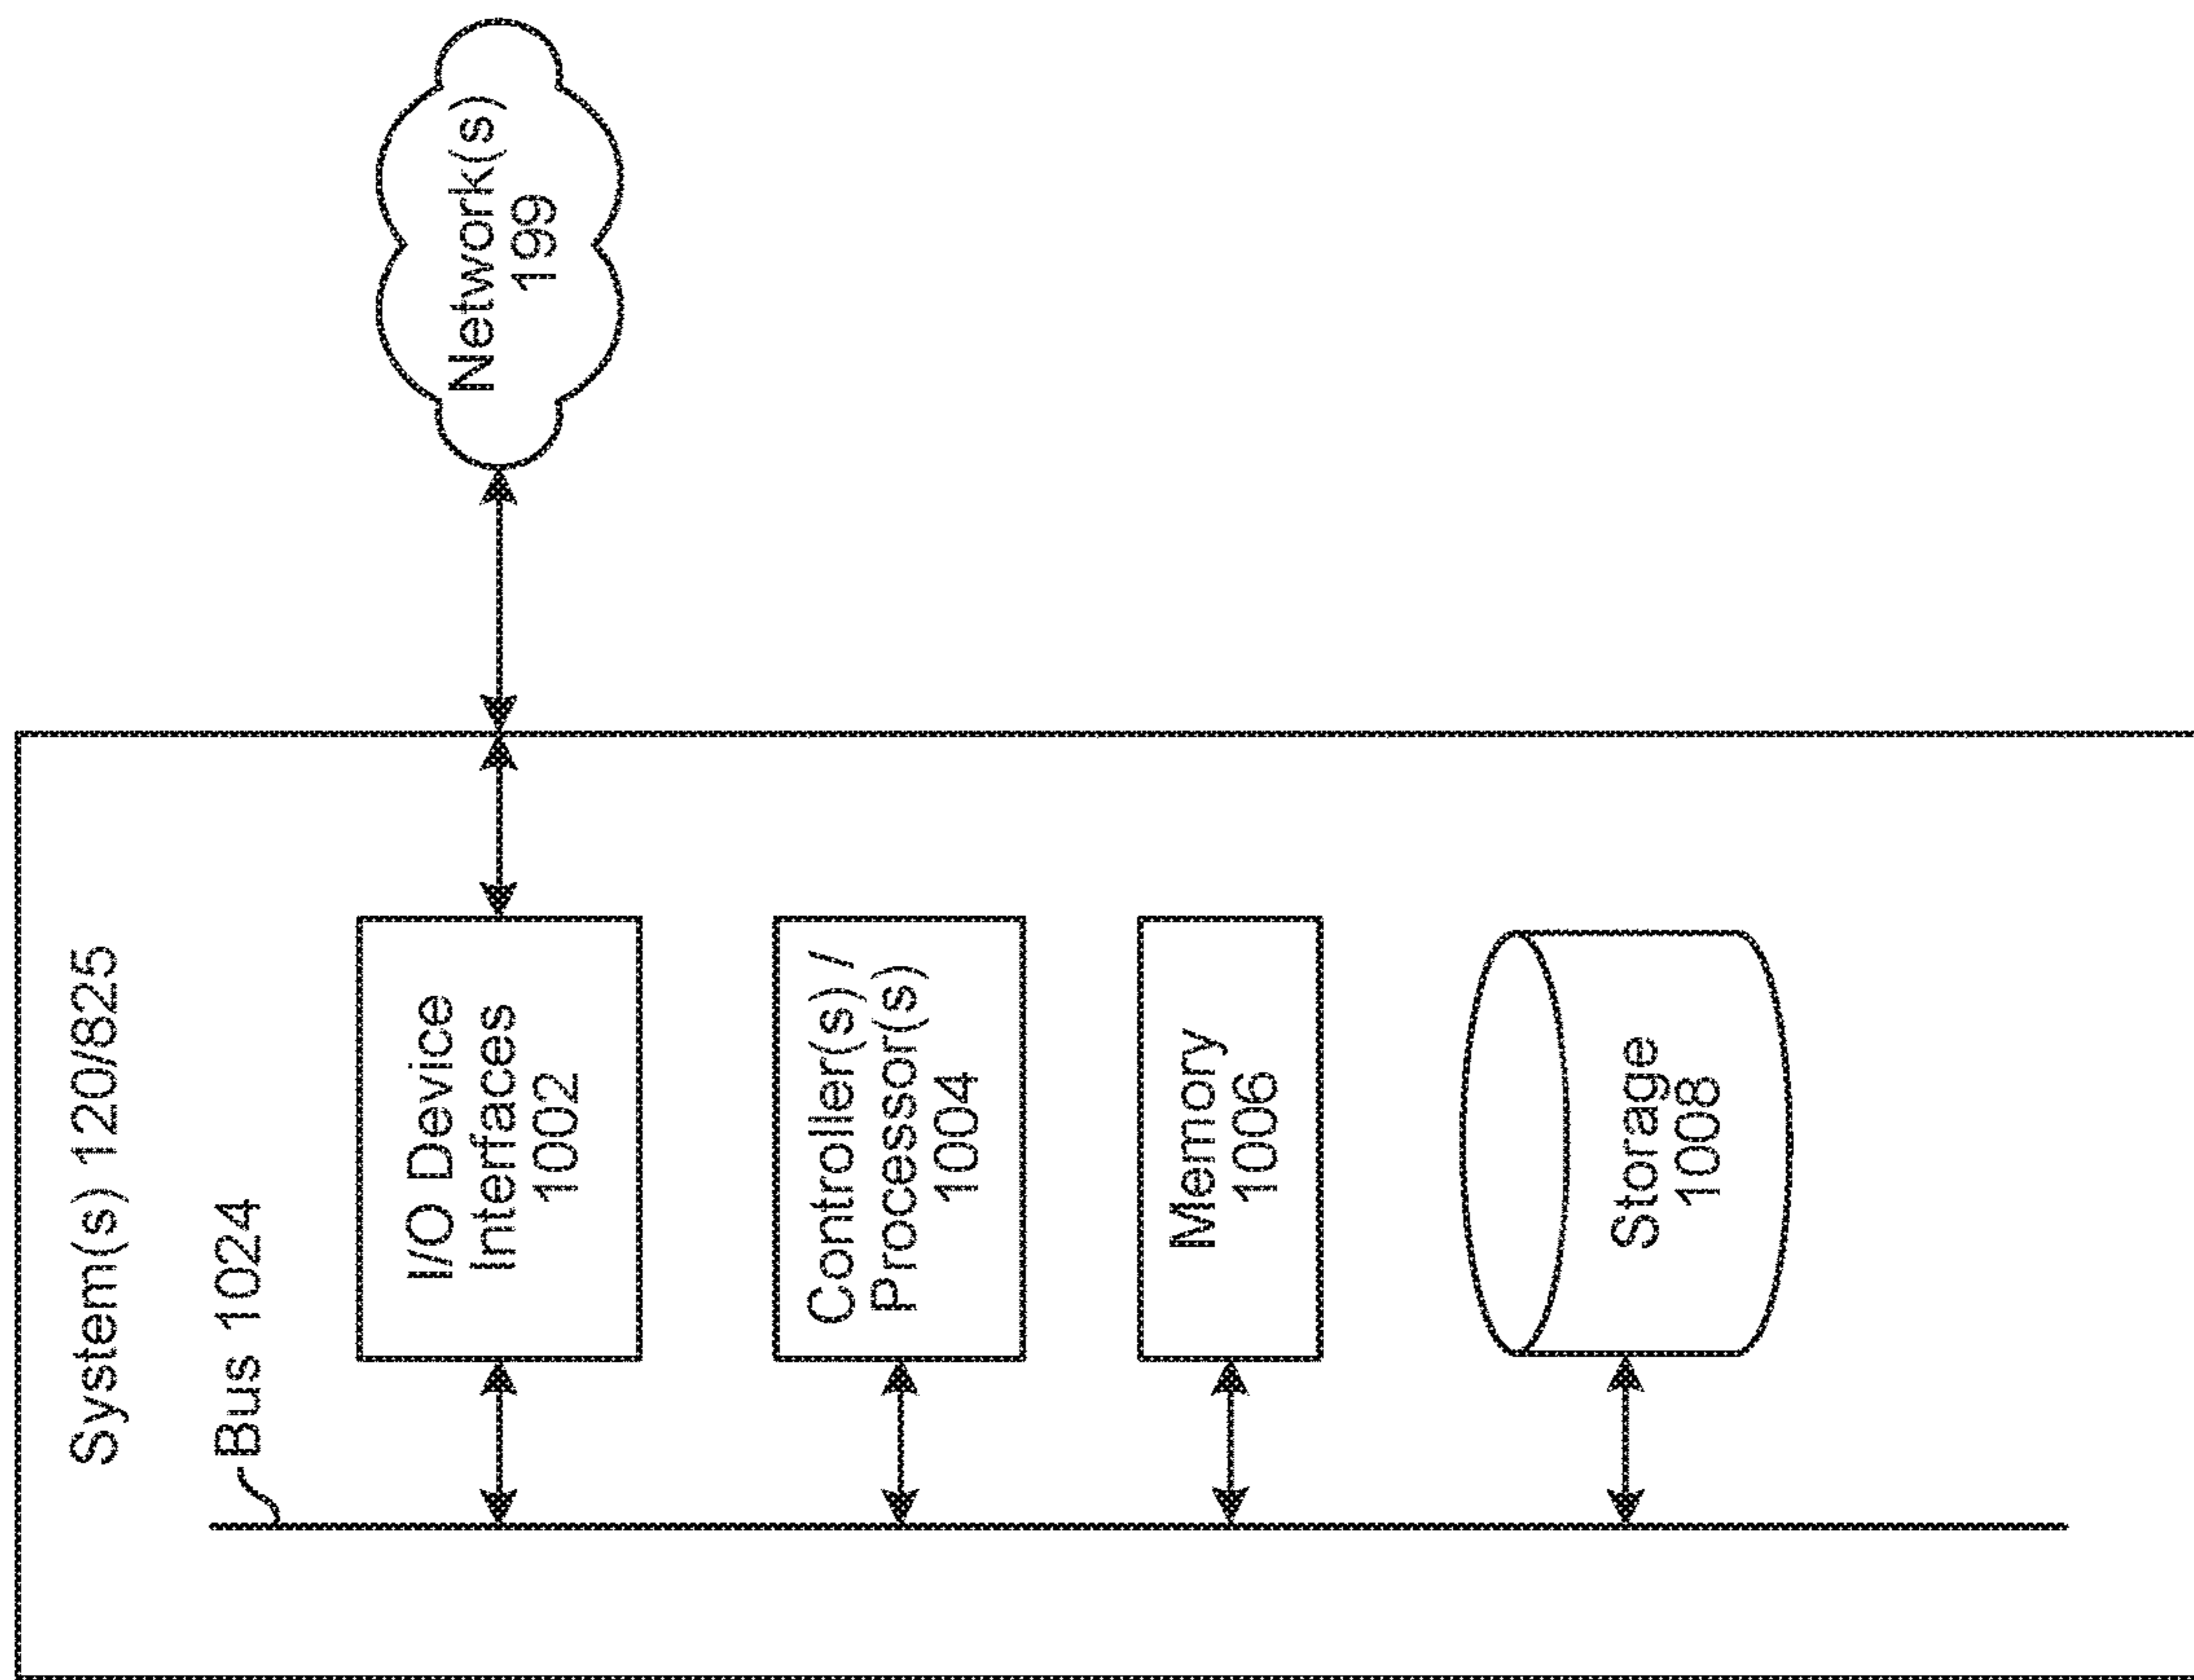 System(s) 120/825
Bus 1024
I/O Device
Interfaces
1002
Network(s)
199
Controller(s) /
Processor(s)
1004
Memory
1006
Storage
1008